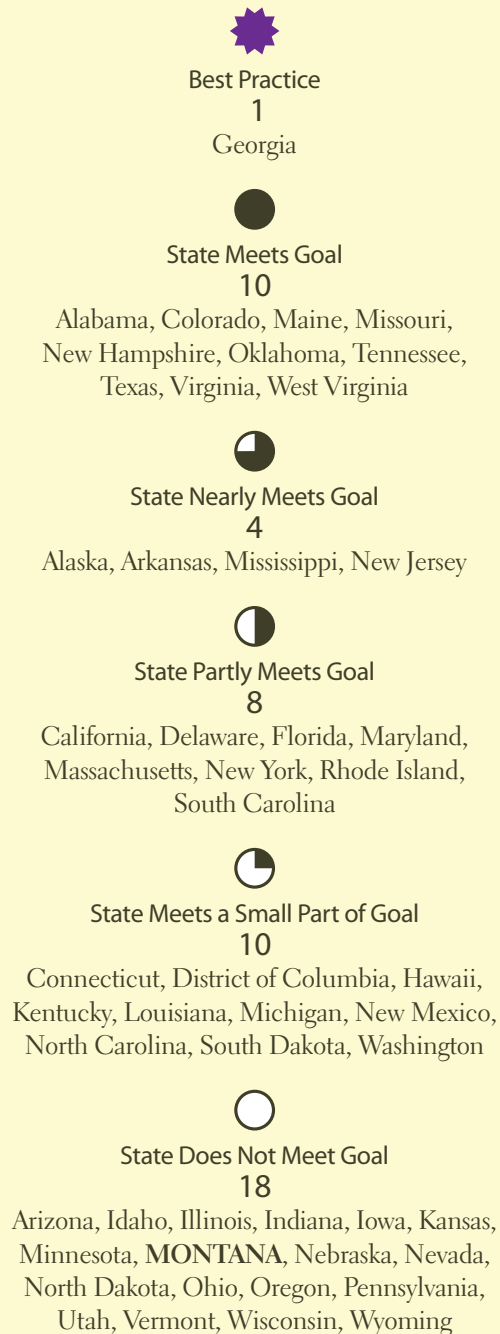 Best Practice
1
Georgia
State Meets Goal
10
Alabama, Colorado, Maine, Missouri,
New Hampshire, Oklahoma, Tennessee,
Texas, Virginia, West Virginia
State Nearly Meets Goal
4
Alaska, Arkansas, Mississippi, New Jersey
State Partly Meets Goal
8
California, Delaware, Florida, Maryland,
Massachusetts, New York, Rhode Island,
South Carolina
State Meets a Small Part of Goal
10
Connecticut, District of Columbia, Hawaii,
Kentucky, Louisiana, Michigan, New Mexico,
North Carolina, South Dakota, Washington
State Does Not Meet Goal
18
Arizona, Idaho, Illinois, Indiana, Iowa, Kansas,
Minnesota, MONTANA, Nebraska, Nevada,
North Dakota, Ohio, Oregon, Pennsylvania,
Utah, Vermont, Wisconsin, Wyoming